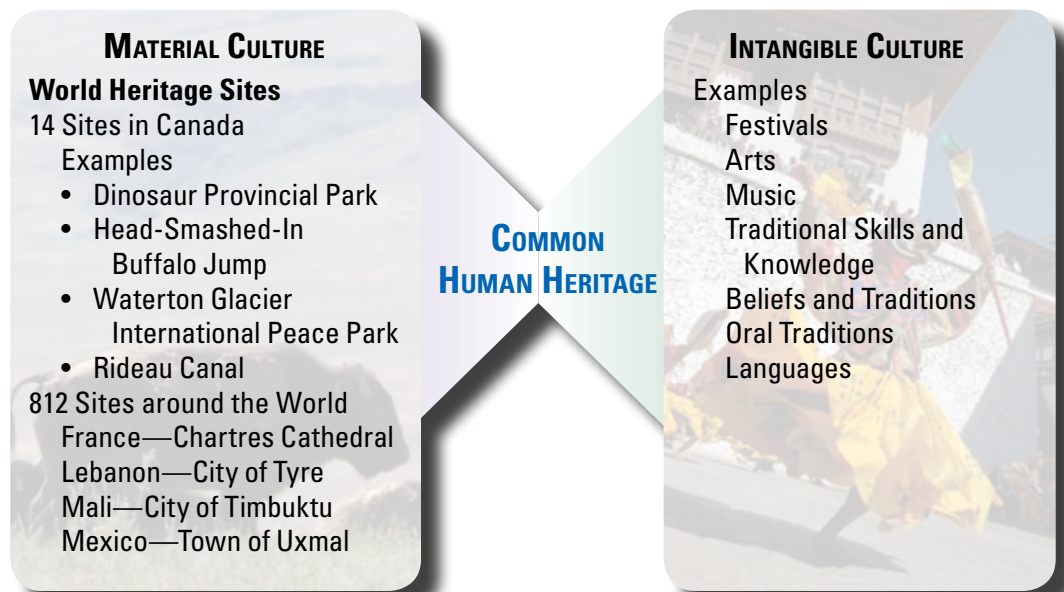 MATERIAL CULTURE
World Heritage Sites
14 Sites in Canada
Examples
• Dinosaur Provincial Park
• Head-Smashed-In
Buffalo Jump
• Waterton Glacier
International Peace Park
• Rideau Canal
812 Sites around the World
France—Chartres Cathedral
Lebanon—City of Tyre
Mali—City of Timbuktu
Mexico—Town of Uxmal
COMMON
HUMAN HERITAGE
INTANGIBLE CULTURE
Examples
Festivals
Arts
Music
Traditional Skills and
Knowledge
Beliefs and Traditions
Oral Traditions
Languages